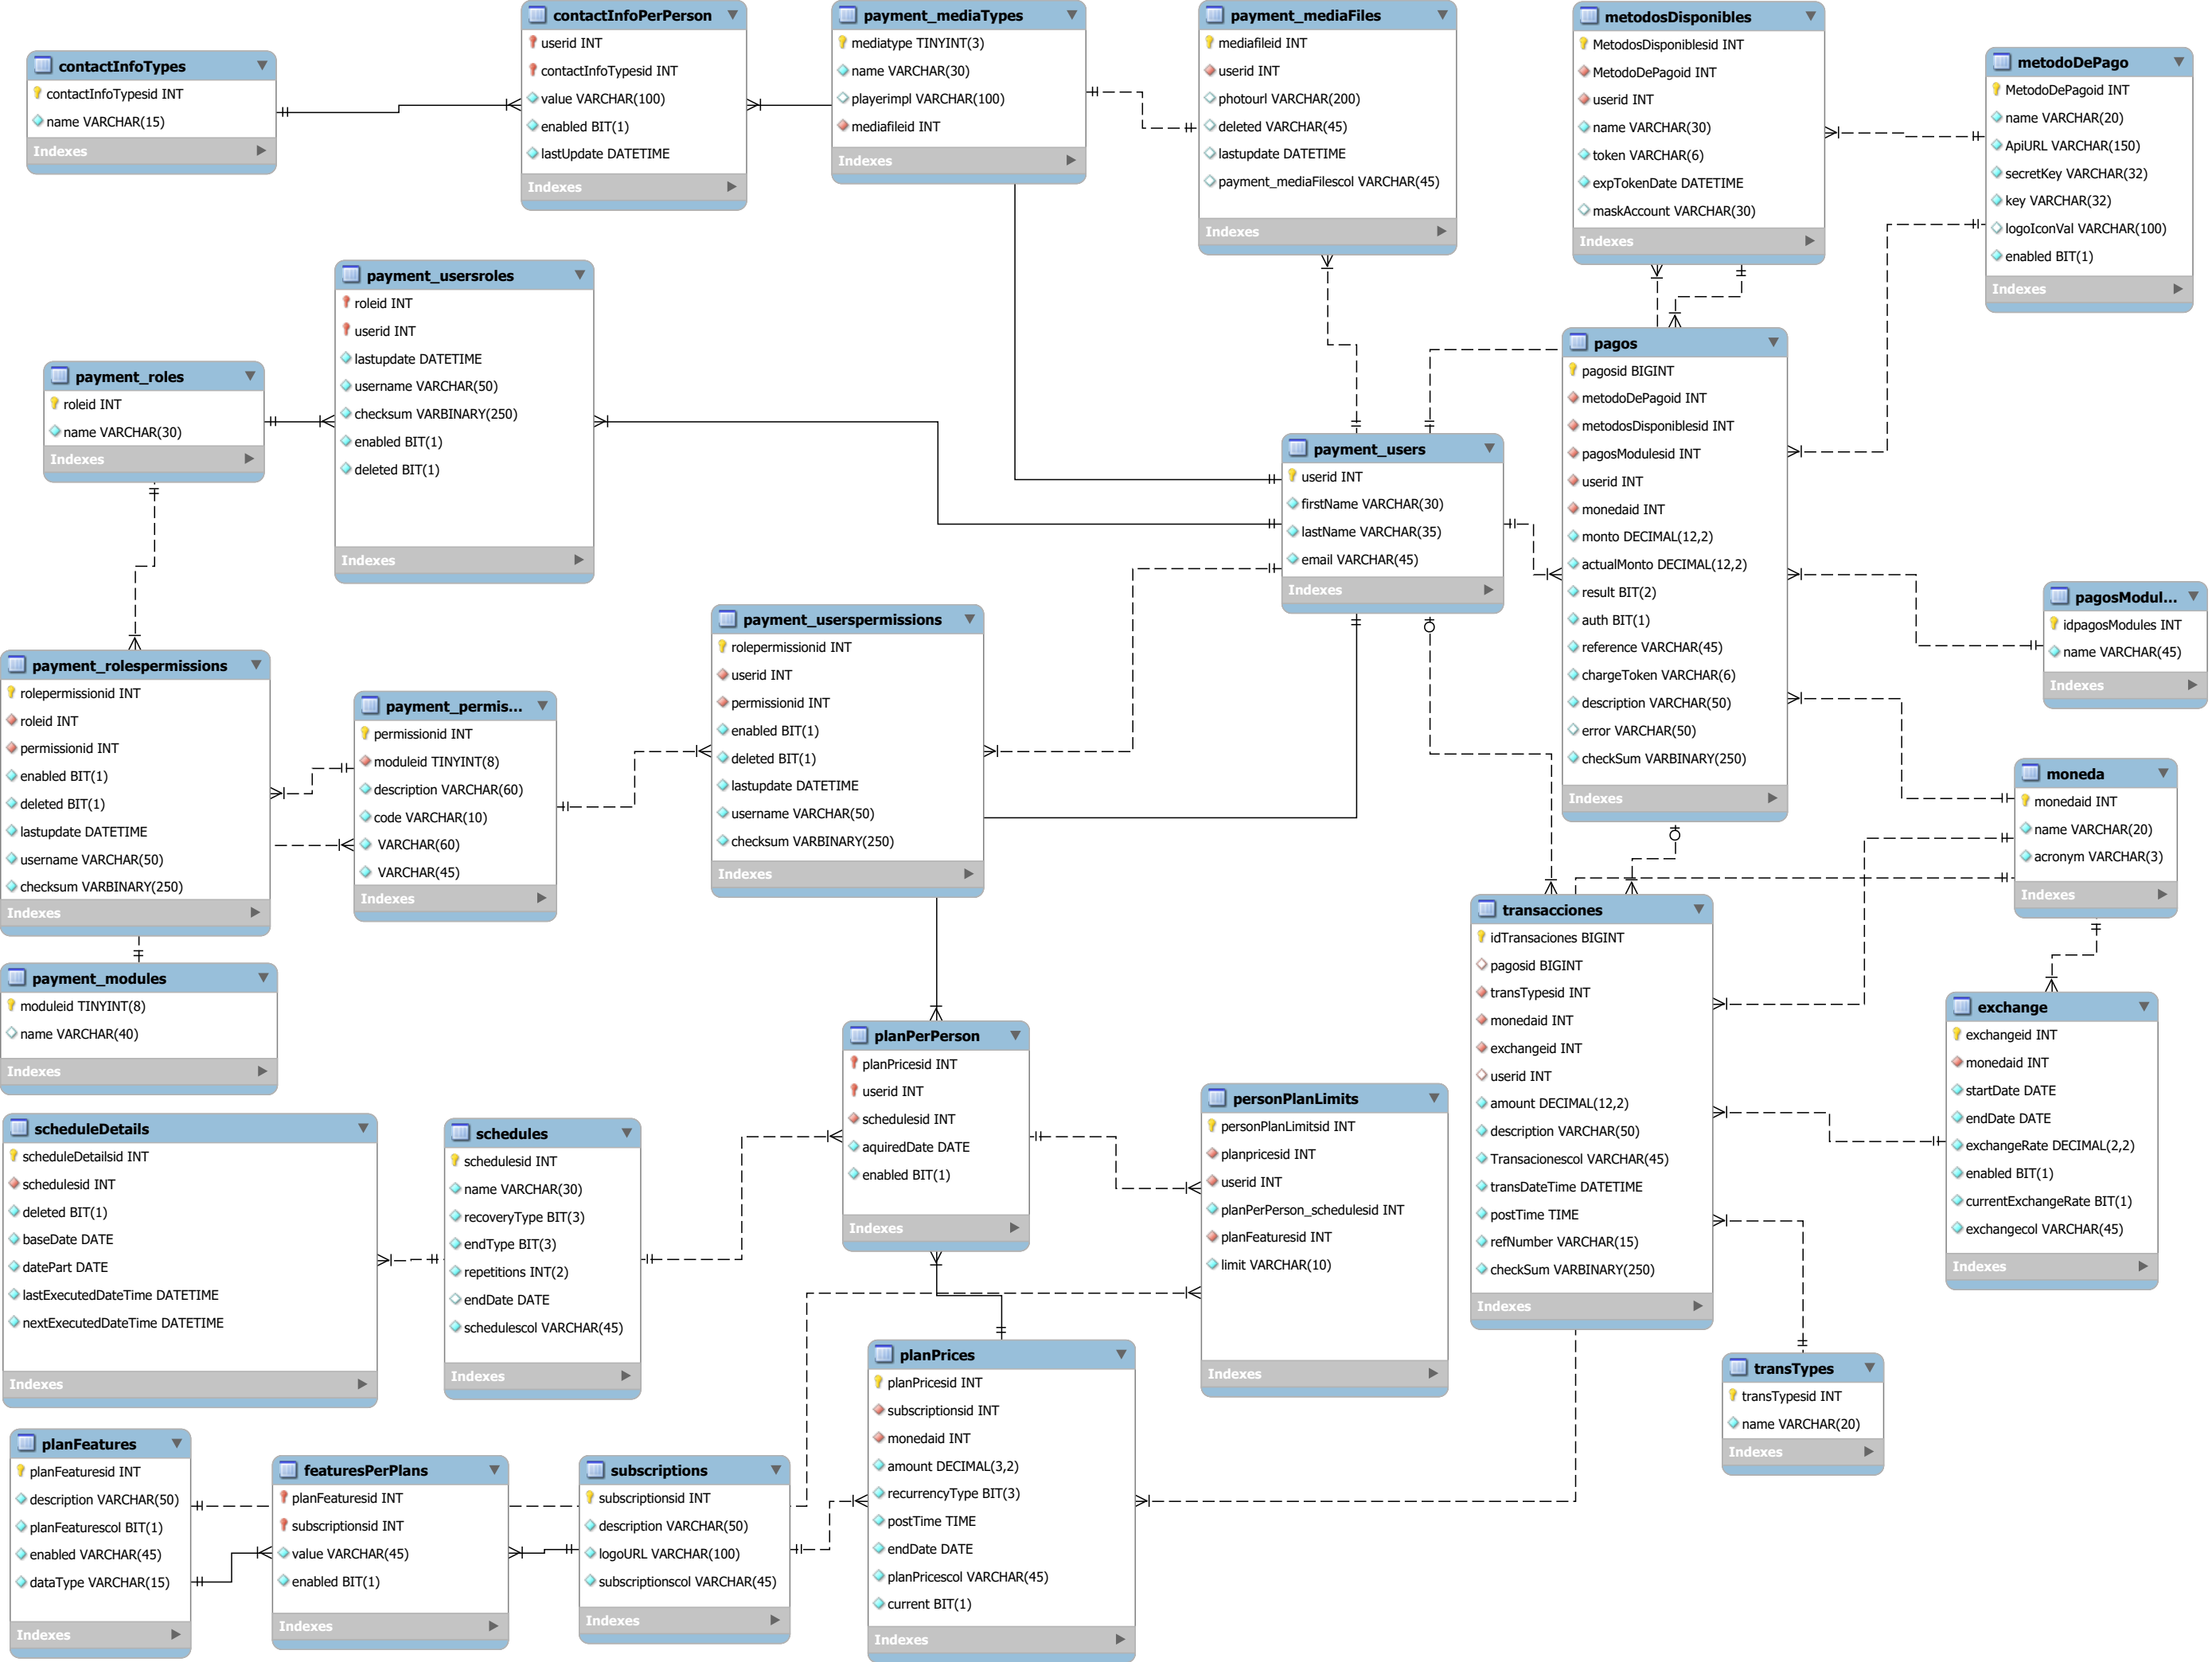 contactInfoTypes
contactInfoTypesid INT
name VARCHAR(15)
Indexes
contactInfoPerPerson
userid INT
contactInfoTypesid INT
value VARCHAR(100)
enabled BIT(1)
lastUpdate DATETIME
Indexes
payment_mediaTypes
mediatype TINYINT(3)
name VARCHAR(30)
playerimpl VARCHAR(100)
mediafileid INT
Indexes
payment_mediaFiles
mediafileid INT
userid INT
photourl VARCHAR(200)
deleted VARCHAR(45)
lastupdate DATETIME
payment_mediaFilescol VARCHAR(45)
Indexes
metodosDisponibles
MetodosDisponiblesid INT
MetodoDePagoid INT
userid INT
name VARCHAR(30)
token VARCHAR(6)
expTokenDate DATETIME
maskAccount VARCHAR(30)
Indexes
metodoDePago
MetodoDePagoid INT
name VARCHAR(20)
ApiURL VARCHAR(150)
secretKey VARCHAR(32)
key VARCHAR(32)
logoIconVal VARCHAR(100)
enabled BIT(1)
Indexes
payment_usersroles
roleid INT
userid INT
lastupdate DATETIME
username VARCHAR(50)
checksum VARBINARY(250)
enabled BIT(1)
deleted BIT(1)
Indexes
payment_roles
roleid INT
name VARCHAR(30)
Indexes
payment_users
userid INT
firstName VARCHAR(30)
lastName VARCHAR(35)
email VARCHAR(45)
Indexes
pagos
pagosid BIGINT
metodoDePagoid INT
metodosDisponiblesid INT
pagosModulesid INT
userid INT
monedaid INT
monto DECIMAL(12,2)
actualMonto DECIMAL(12,2)
result BIT(2)
auth BIT(1)
reference VARCHAR(45)
chargeToken VARCHAR(6)
description VARCHAR(50)
error VARCHAR(50)
checkSum VARBINARY(250)
Indexes
pagosModul...
idpagosModules INT
name VARCHAR(45)
Indexes
payment_rolespermissions
rolepermissionid INT
roleid INT
permissionid INT
enabled BIT(1)
deleted BIT(1)
lastupdate DATETIME
username VARCHAR(50)
checksum VARBINARY(250)
Indexes
payment_permis...
permissionid INT
moduleid TINYINT(8)
description VARCHAR(60)
code VARCHAR(10)
VARCHAR(60)
VARCHAR(45)
Indexes
payment_userspermissions
rolepermissionid INT
userid INT
permissionid INT
enabled BIT(1)
deleted BIT(1)
lastupdate DATETIME
username VARCHAR(50)
checksum VARBINARY(250)
Indexes
moneda
monedaid INT
name VARCHAR(20)
acronym VARCHAR(3)
Indexes
payment_modules
moduleid TINYINT(8)
name VARCHAR(40)
Indexes
transacciones
idTransaciones BIGINT
pagosid BIGINT
transTypesid INT
monedaid INT
exchangeid INT
userid INT
amount DECIMAL(12,2)
description VARCHAR(50)
Transacionescol VARCHAR(45)
transDateTime DATETIME
postTime TIME
refNumber VARCHAR(15)
checkSum VARBINARY(250)
Indexes
exchange
exchangeid INT
monedaid INT
startDate DATE
endDate DATE
exchangeRate DECIMAL(2,2)
enabled BIT(1)
currentExchangeRate BIT(1)
exchangecol VARCHAR(45)
Indexes
planPerPerson
planPricesid INT
userid INT
schedulesid INT
aquiredDate DATE
enabled BIT(1)
Indexes
personPlanLimits
personPlanLimitsid INT
planpricesid INT
userid INT
planPerPerson_schedulesid INT
planFeaturesid INT
limit VARCHAR(10)
Indexes
scheduleDetails
scheduleDetailsid INT
schedulesid INT
deleted BIT(1)
baseDate DATE
datePart DATE
lastExecutedDateTime DATETIME
nextExecutedDateTime DATETIME
Indexes
schedules
schedulesid INT
name VARCHAR(30)
recoveryType BIT(3)
endType BIT(3)
repetitions INT(2)
endDate DATE
schedulescol VARCHAR(45)
Indexes
planPrices
planPricesid INT
subscriptionsid INT
monedaid INT
amount DECIMAL(3,2)
recurrencyType BIT(3)
postTime TIME
endDate DATE
planPricescol VARCHAR(45)
current BIT(1)
Indexes
transTypes
transTypesid INT
name VARCHAR(20)
Indexes
planFeatures
planFeaturesid INT
description VARCHAR(50)
planFeaturescol BIT(1)
enabled VARCHAR(45)
dataType VARCHAR(15)
Indexes
featuresPerPlans
planFeaturesid INT
subscriptionsid INT
value VARCHAR(45)
enabled BIT(1)
Indexes
subscriptions
subscriptionsid INT
description VARCHAR(50)
logoURL VARCHAR(100)
subscriptionscol VARCHAR(45)
Indexes